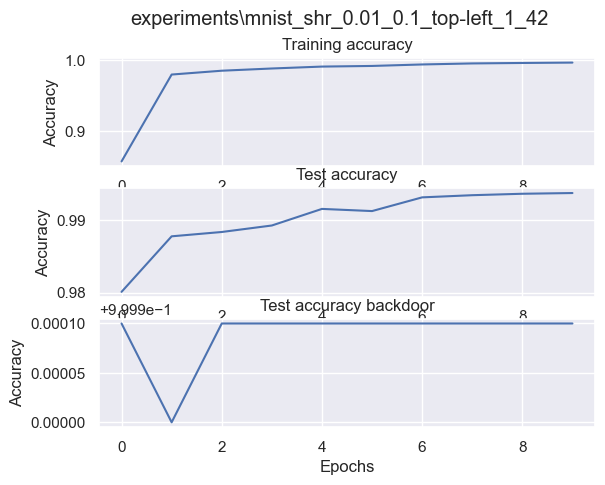 experiments\mnist_shr_0.01_0.1_top-left_1_42
Training accuracy
1.0
0.9
Accuracy
0 2 4 6 8
Test accuracy
0.99
0.98
Accuracy
0 2 4 6 8
+9.999e−1
Test accuracy backdoor
0.00010
0.00005
0.00000
Accuracy
0 2 4 6 8
Epochs